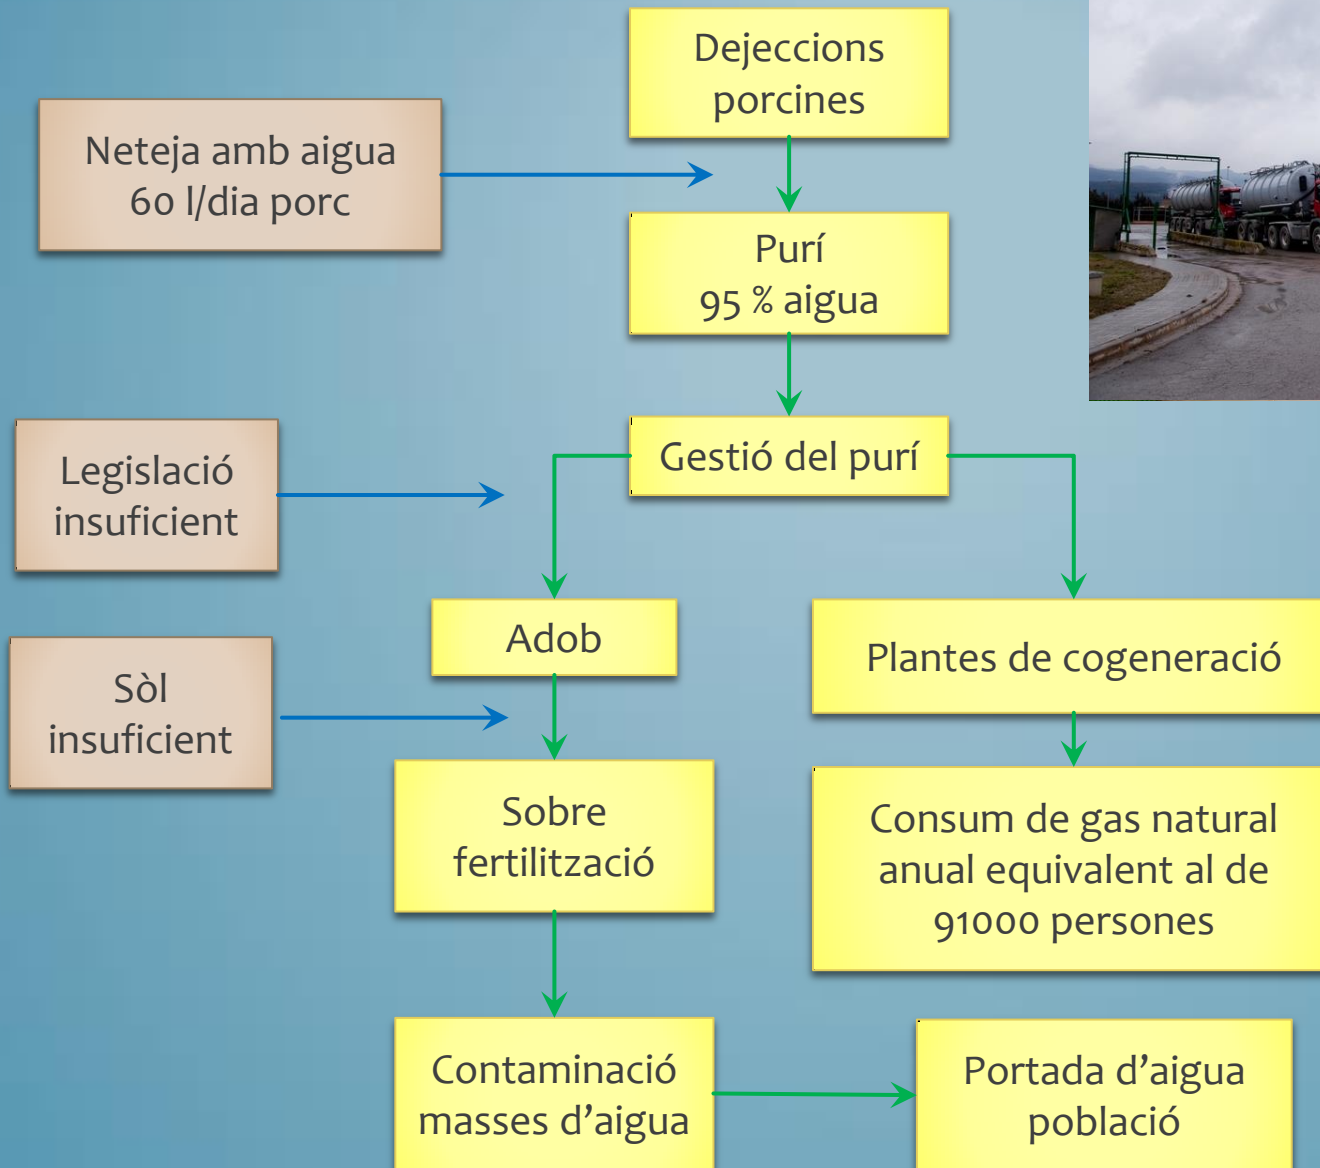 Dejeccions
porcines
Neteja amb aigua
60 l/dia porc
Purí
95 % aigua
Gestió del purí
Legislació
insuficient
Adob
Plantes de cogeneració
Sòl
insuficient
Sobre
fertilització
Consum de gas natural
anual equivalent al de
91000 persones
Contaminació
masses d’aigua
Portada d’aigua
població